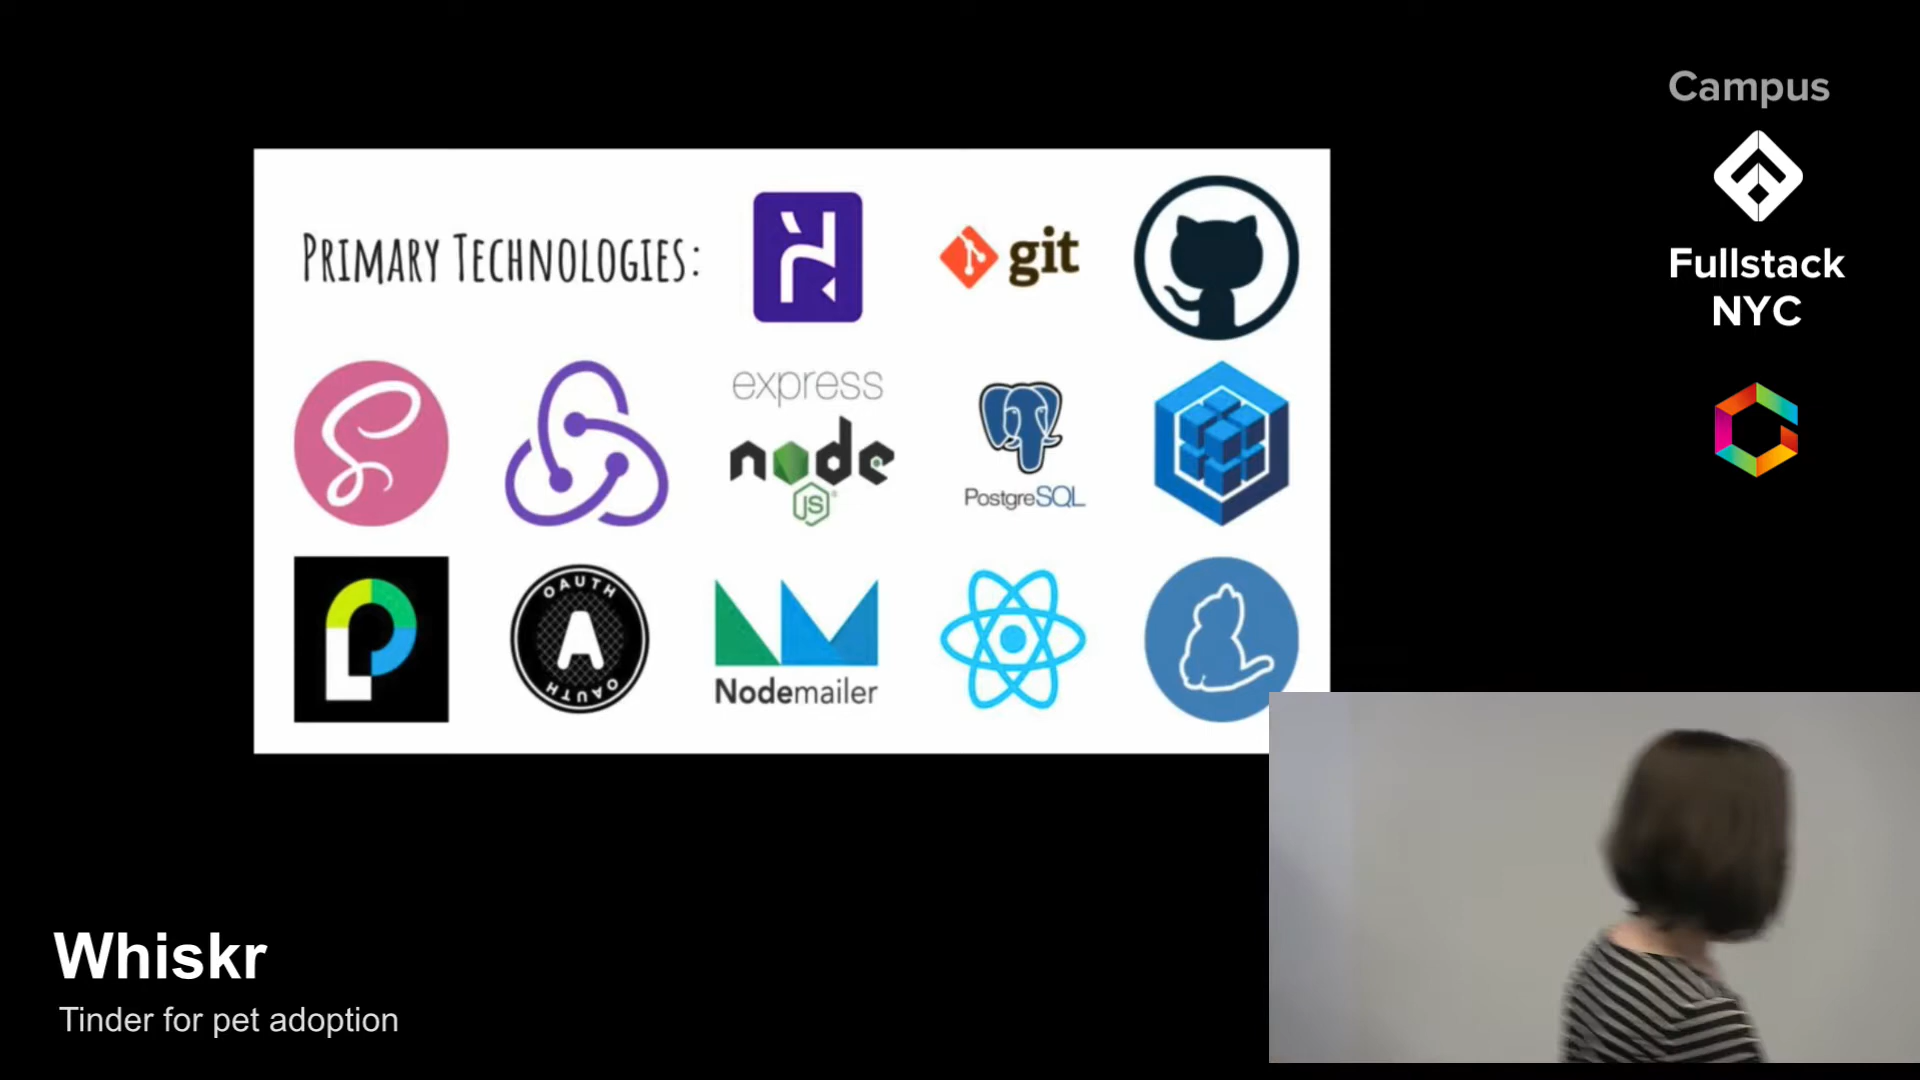 Campus
Fullstack
NYC
PRIMARY TECHNOLOGIES:
git
express
node
JS
PostgreSQL
OAUTH
A
OAUTH
Nodemailer
Whiskr
Tinder for pet adoption